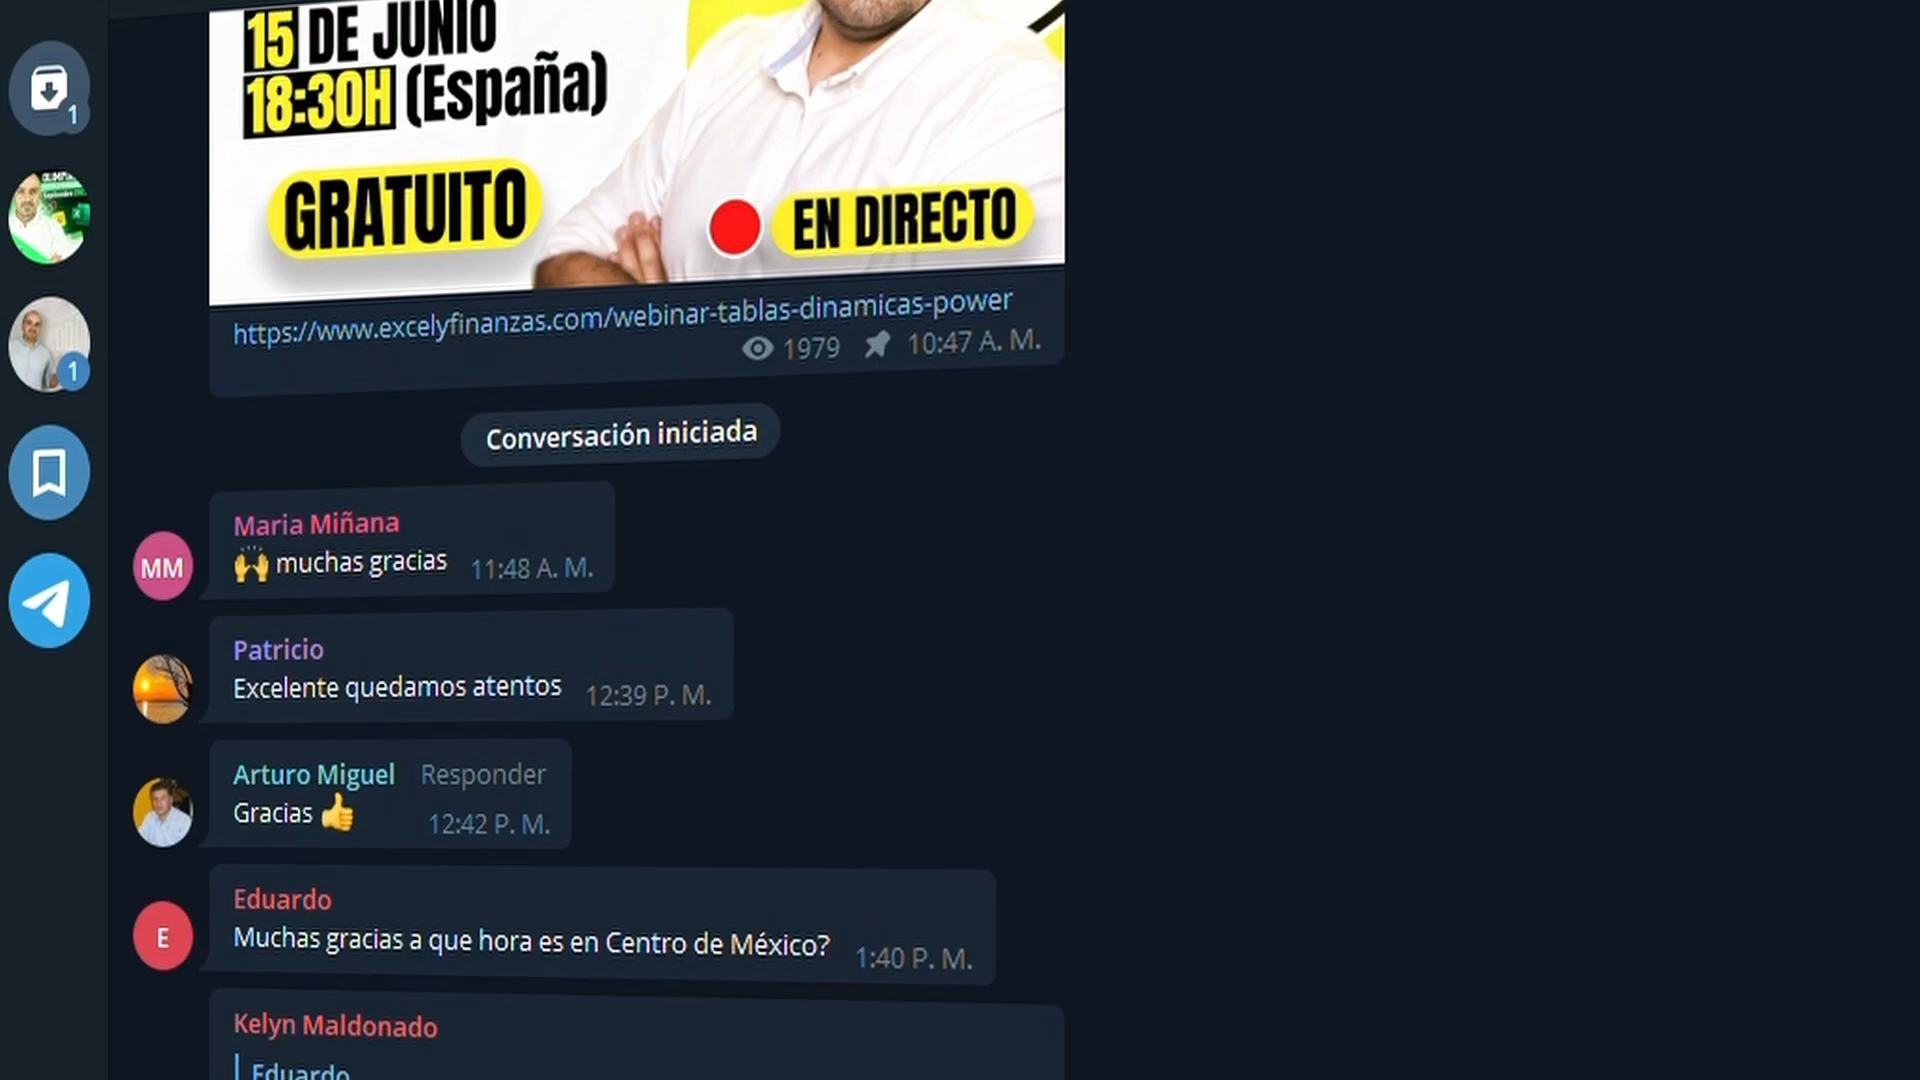 15 DE JUNIO
18:30H (España)
GRATUITO
EN DIRECTO
https://www.excelyfinanzas.com/webinar-tablas-dinamicas-power
1979 10:47 A. M.
1
1
Conversación iniciada
Maria Miñana
MM
🙌 muchas gracias 11:48 A. M.
Patricio
Excelente quedamos atentos 12:39 P. M.
Arturo Miguel Responder
Gracias 👍 12:42 P. M.
Eduardo
E
Muchas gracias a que hora es en Centro de México? 1:40 P. M.
Kelyn Maldonado
Eduardo